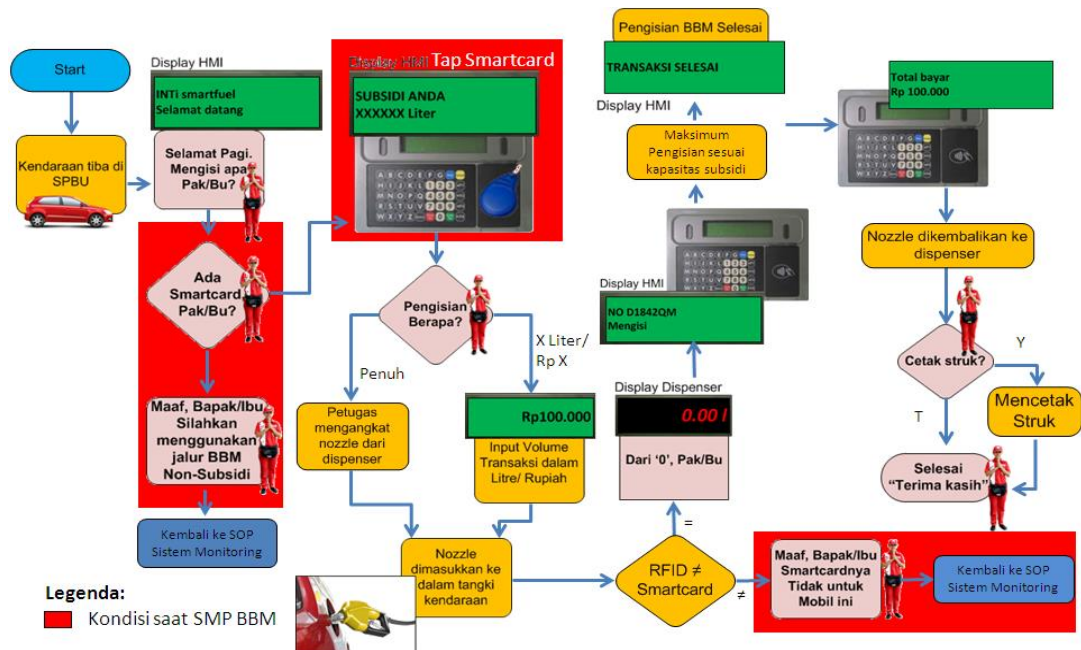 Start
Kendaraan tiba di
SPBU
Display HMI
INTi smartfuel
Selamat datang
Selamat Pagi.
Mengisi apa
Pak/Bu?
Ada
Smartcard
Pak/Bu?
Maaf, Bapak/Ibu
Silahkan
menggunakan
jalur BBM
Non-Subsidi
Kembali ke SOP
Sistem Monitoring
Legenda:
Kondisi saat SMP BBM
Display HMI Tap Smartcard
SUBSIDI ANDA
XXXXXX Liter
Pengisian
Berapa?
Penuh
X Liter/
Rp X
Petugas
mengangkat
nozzle dari
dispenser
Rp100.000
Input Volume
Transaksi dalam
Litre/ Rupiah
Nozzle
dimasukkan ke
dalam tangki
kendaraan
RFID ≠
Smartcard
=
≠
Display Dispenser
0.00 l
Dari ‘0’, Pak/Bu
Display HMI
NO D1842QM
Mengisi
Maksimum
Pengisian sesuai
kapasitas subsidi
Display HMI
Pengisian BBM Selesai
TRANSAKSI SELESAI
Total bayar
Rp 100.000
Nozzle dikembalikan ke
dispenser
Cetak struk?
Y
T
Mencetak
Struk
Selesai
“Terima kasih”
Maaf, Bapak/Ibu
Smartcardnya
Tidak untuk
Mobil ini
Kembali ke SOP
Sistem Monitoring